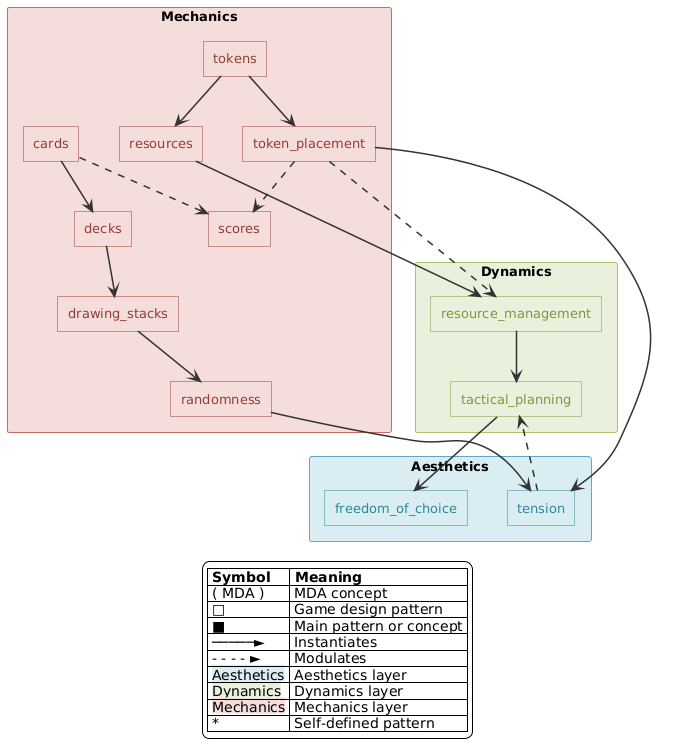 Mechanics
tokens
cards
resources
token_placement
decks
scores
Dynamics
drawing_stacks
resource_management
randomness
tactical_planning
Aesthetics
freedom_of_choice
tension
Symbol Meaning
( MDA ) MDA concept
□ Game design pattern
■ Main pattern or concept
─────► Instantiates
- - - - ► Modulates
Aesthetics Aesthetics layer
Dynamics Dynamics layer
Mechanics Mechanics layer
* Self-defined pattern